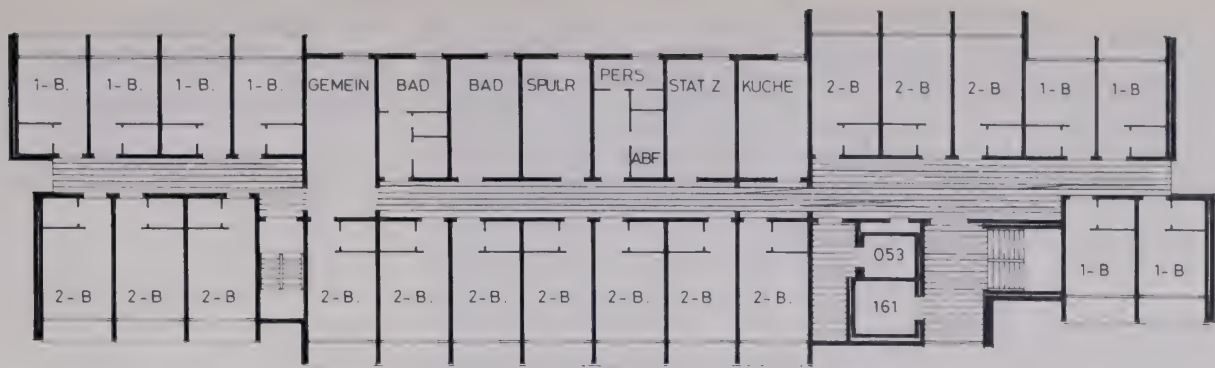 1-B. 1-B. 1-B. 1-B. GEMEIN BAD BAD SPULR PERS STAT Z KUCHE 2-B 2-B 2-B 1-B 1-B
ABF
2-B 2-B 2-B 2-B. 2-B. 2-B. 2-B 2-B. 2-B 2-B. 053 1-B 1-B
161